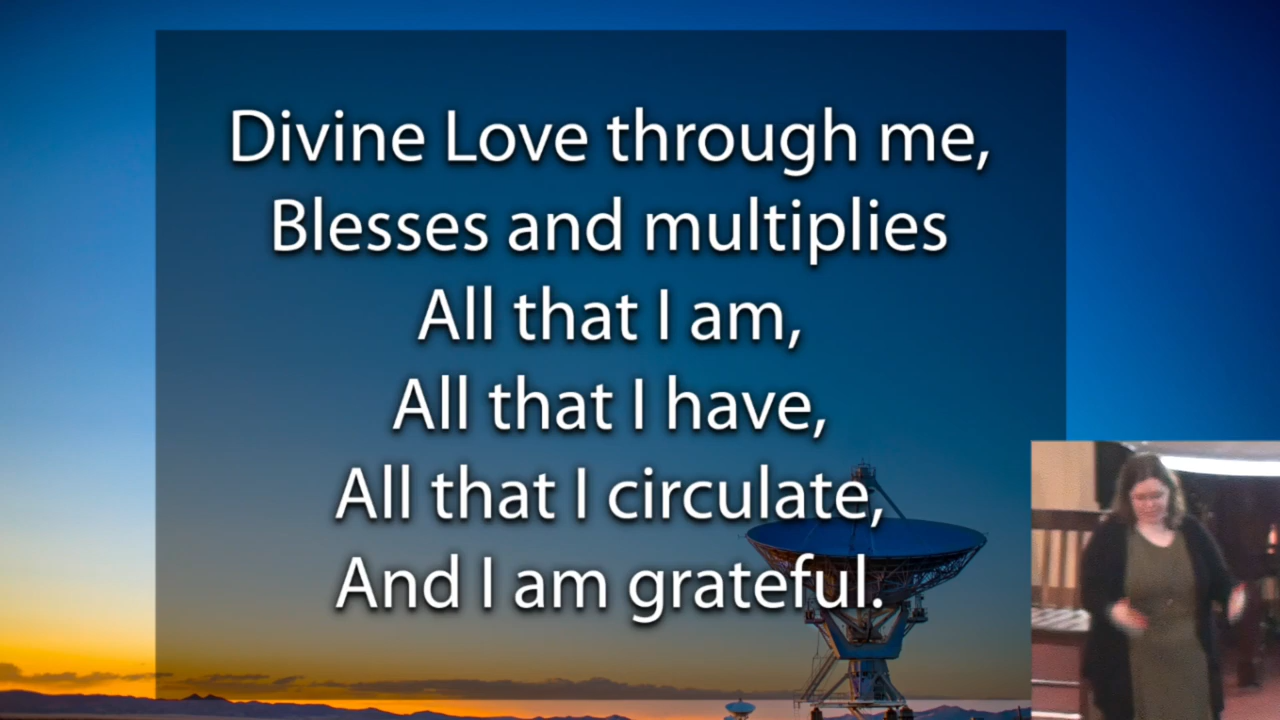 Divine Love through me,
Blesses and multiplies
All that I am,
All that I have,
All that I circulate,
And I am grateful.